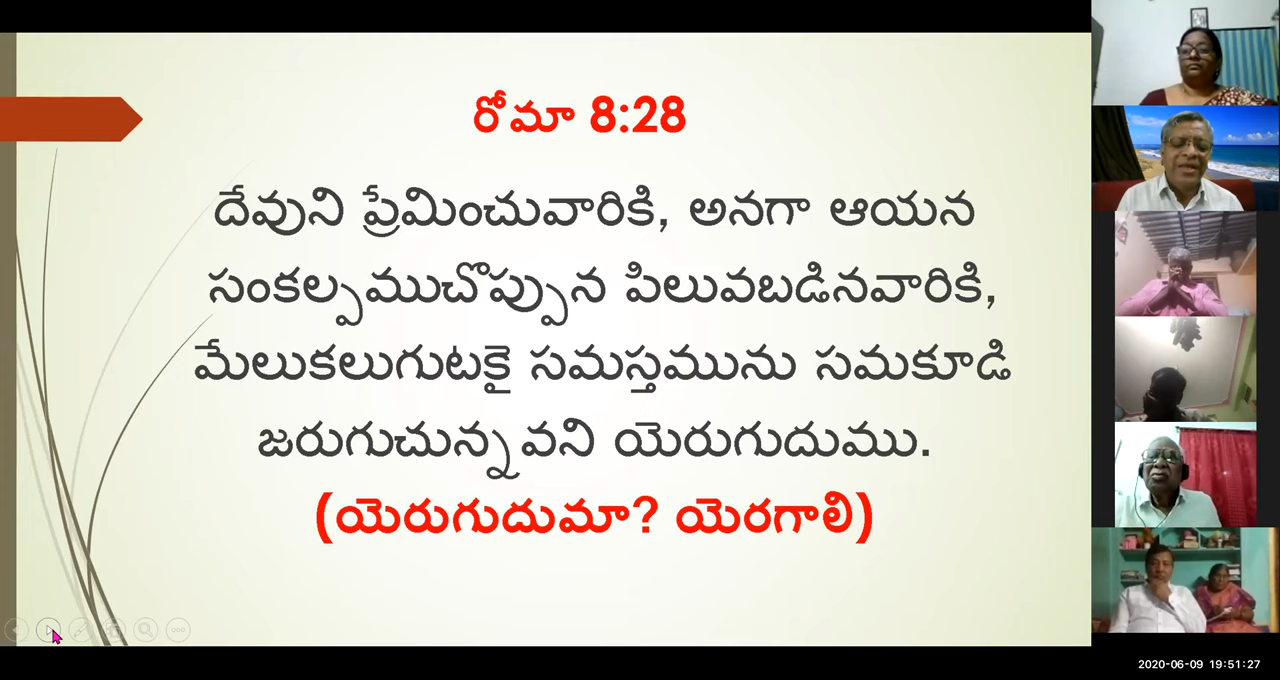 రోమా 8:28
దేవుని ప్రేమించువారికి, అనగా ఆయన
సంకల్పముచొప్పున పిలువబడినవారికి,
మేలుకలుగుటకై సమస్తమును సమకూడి
జరుగుచున్నవని యెరుగుదుము.
(యెరుగుదుమా? యెరగాలి)
2020-06-09 19:51:27